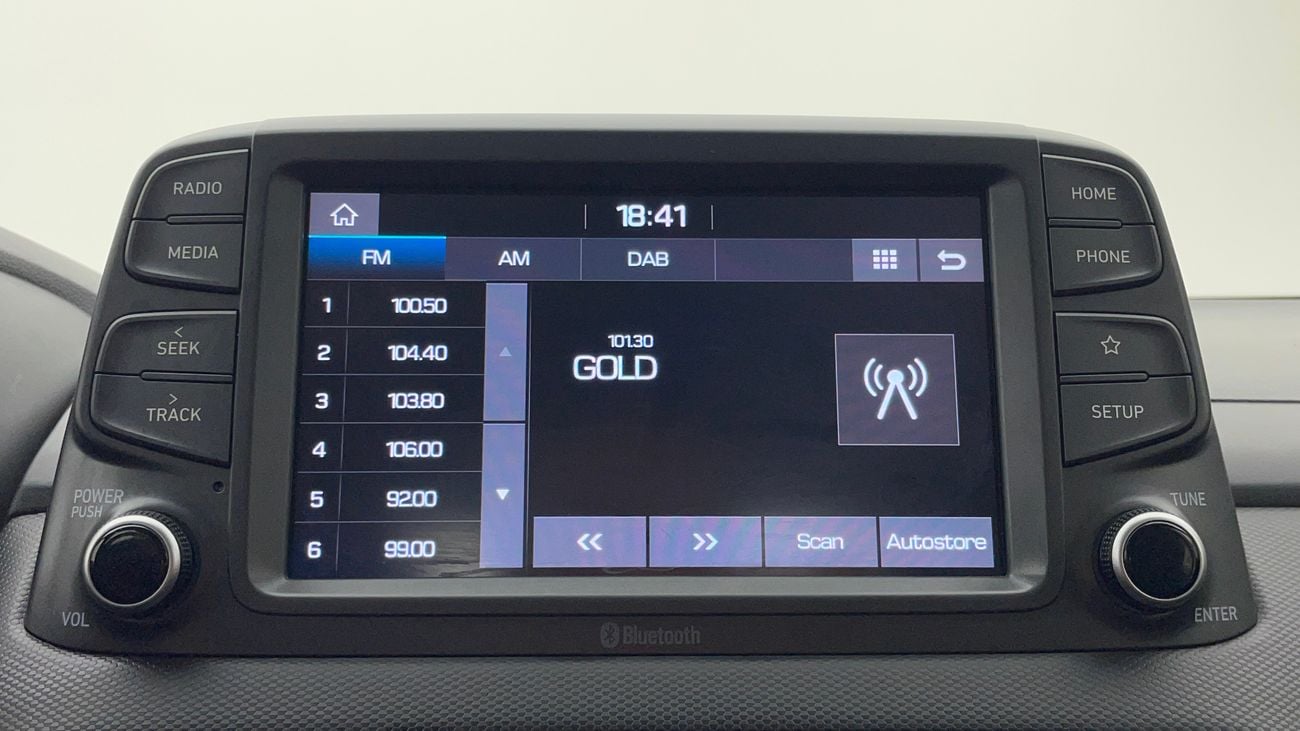 RADIO
MEDIA
<
SEEK
>
TRACK
POWER
PUSH
VOL
18:41
FM AM DAB
1 100.50
2 104.40
3 103.80
4 106.00
5 92.00
6 99.00
101.30
GOLD
<< >> Scan Autostore
HOME
PHONE
SETUP
TUNE
ENTER
Bluetooth